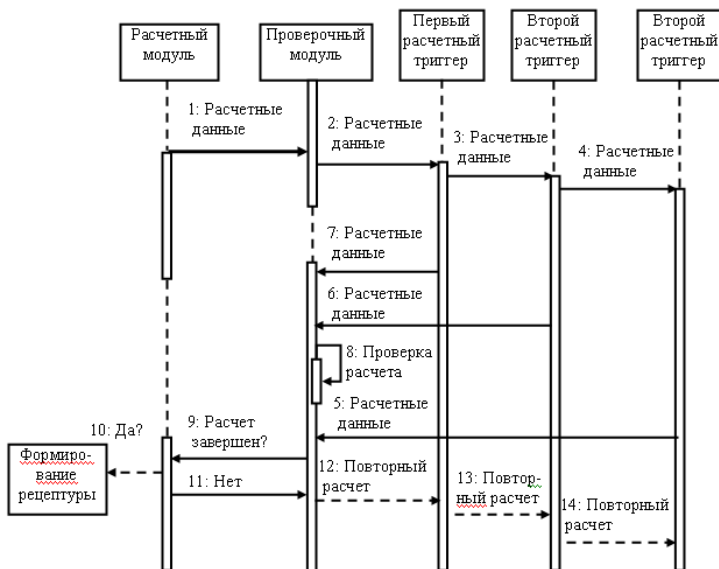 Расчетный
модуль
Проверочный
модуль
Первый
расчетный
триггер
Второй
расчетный
триггер
Второй
расчетный
триггер
1: Расчетные
данные
2: Расчетные
данные
3: Расчетные
данные
4: Расчетные
данные
7: Расчетные
данные
6: Расчетные
данные
8: Проверка
расчета
5: Расчетные
данные
9: Расчет
завершен?
10: Да?
Формиро-
вание
рецептуры
11: Нет
12: Повторный
расчет
13: Повтор-
ный расчет
14: Повторный
расчет